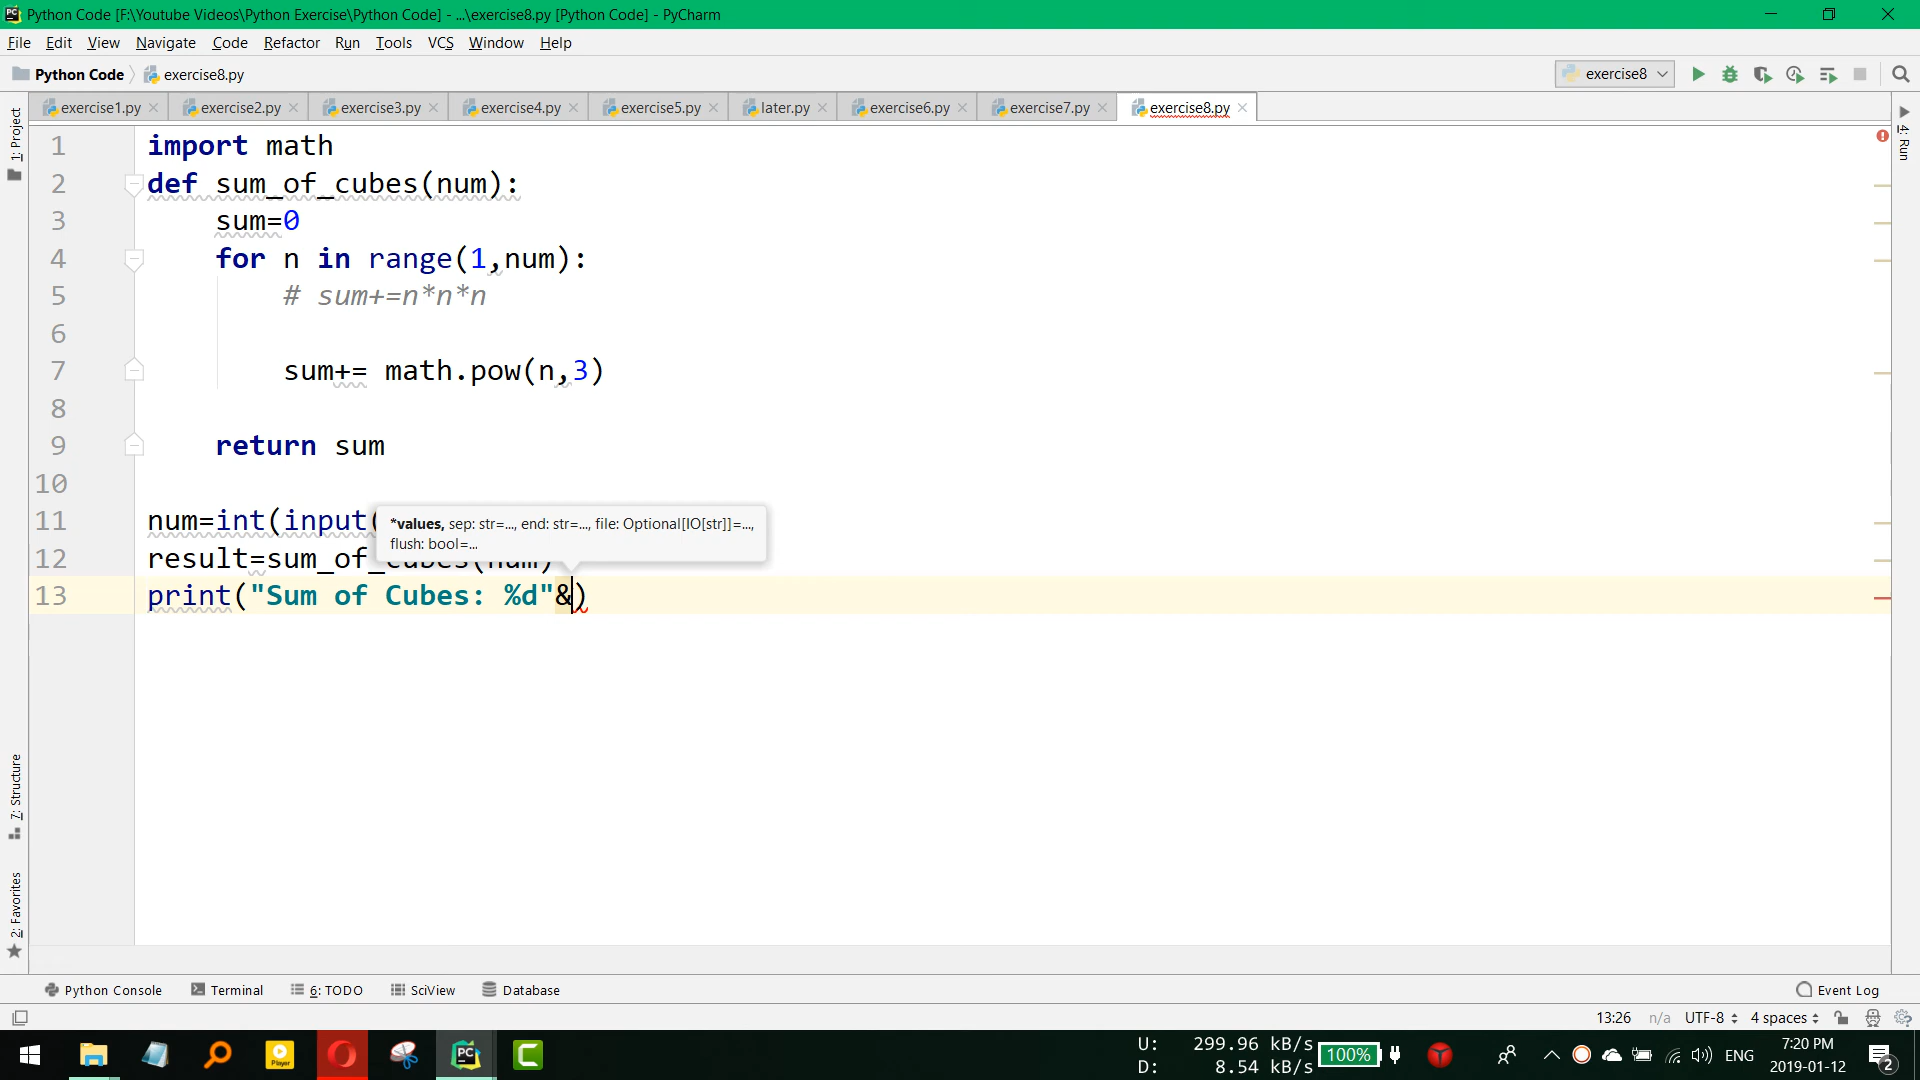 Python Code [F:\Youtube Videos\Python Exercise\Python Code] - ...\exercise8.py [Python Code] - PyCharm
File Edit View Navigate Code Refactor Run Tools VCS Window Help
Python Code exercise8.py exercise8
exercise1.py exercise2.py exercise3.py exercise4.py exercise5.py later.py exercise6.py exercise7.py exercise8.py
1: Project
4: Run
7: Structure
2: Favorites
1 import math
2 def sum_of_cubes(num):
3 sum=0
4 for n in range(1,num):
5 # sum+=n*n*n
6
7 sum+= math.pow(n,3)
8
9 return sum
10
11 num=int(input(
*values, sep: str=..., end: str=..., file: Optional[IO[str]]=...,
flush: bool=...
12 result=sum_of_cubes(num)
13 print("Sum of Cubes: %d"&)
Python Console Terminal 6: TODO SciView Database Event Log
13:26 n/a UTF-8 4 spaces
U: 299.96 kB/s
D: 8.54 kB/s
100%
ENG
7:20 PM
2019-01-12
2
Player
PC